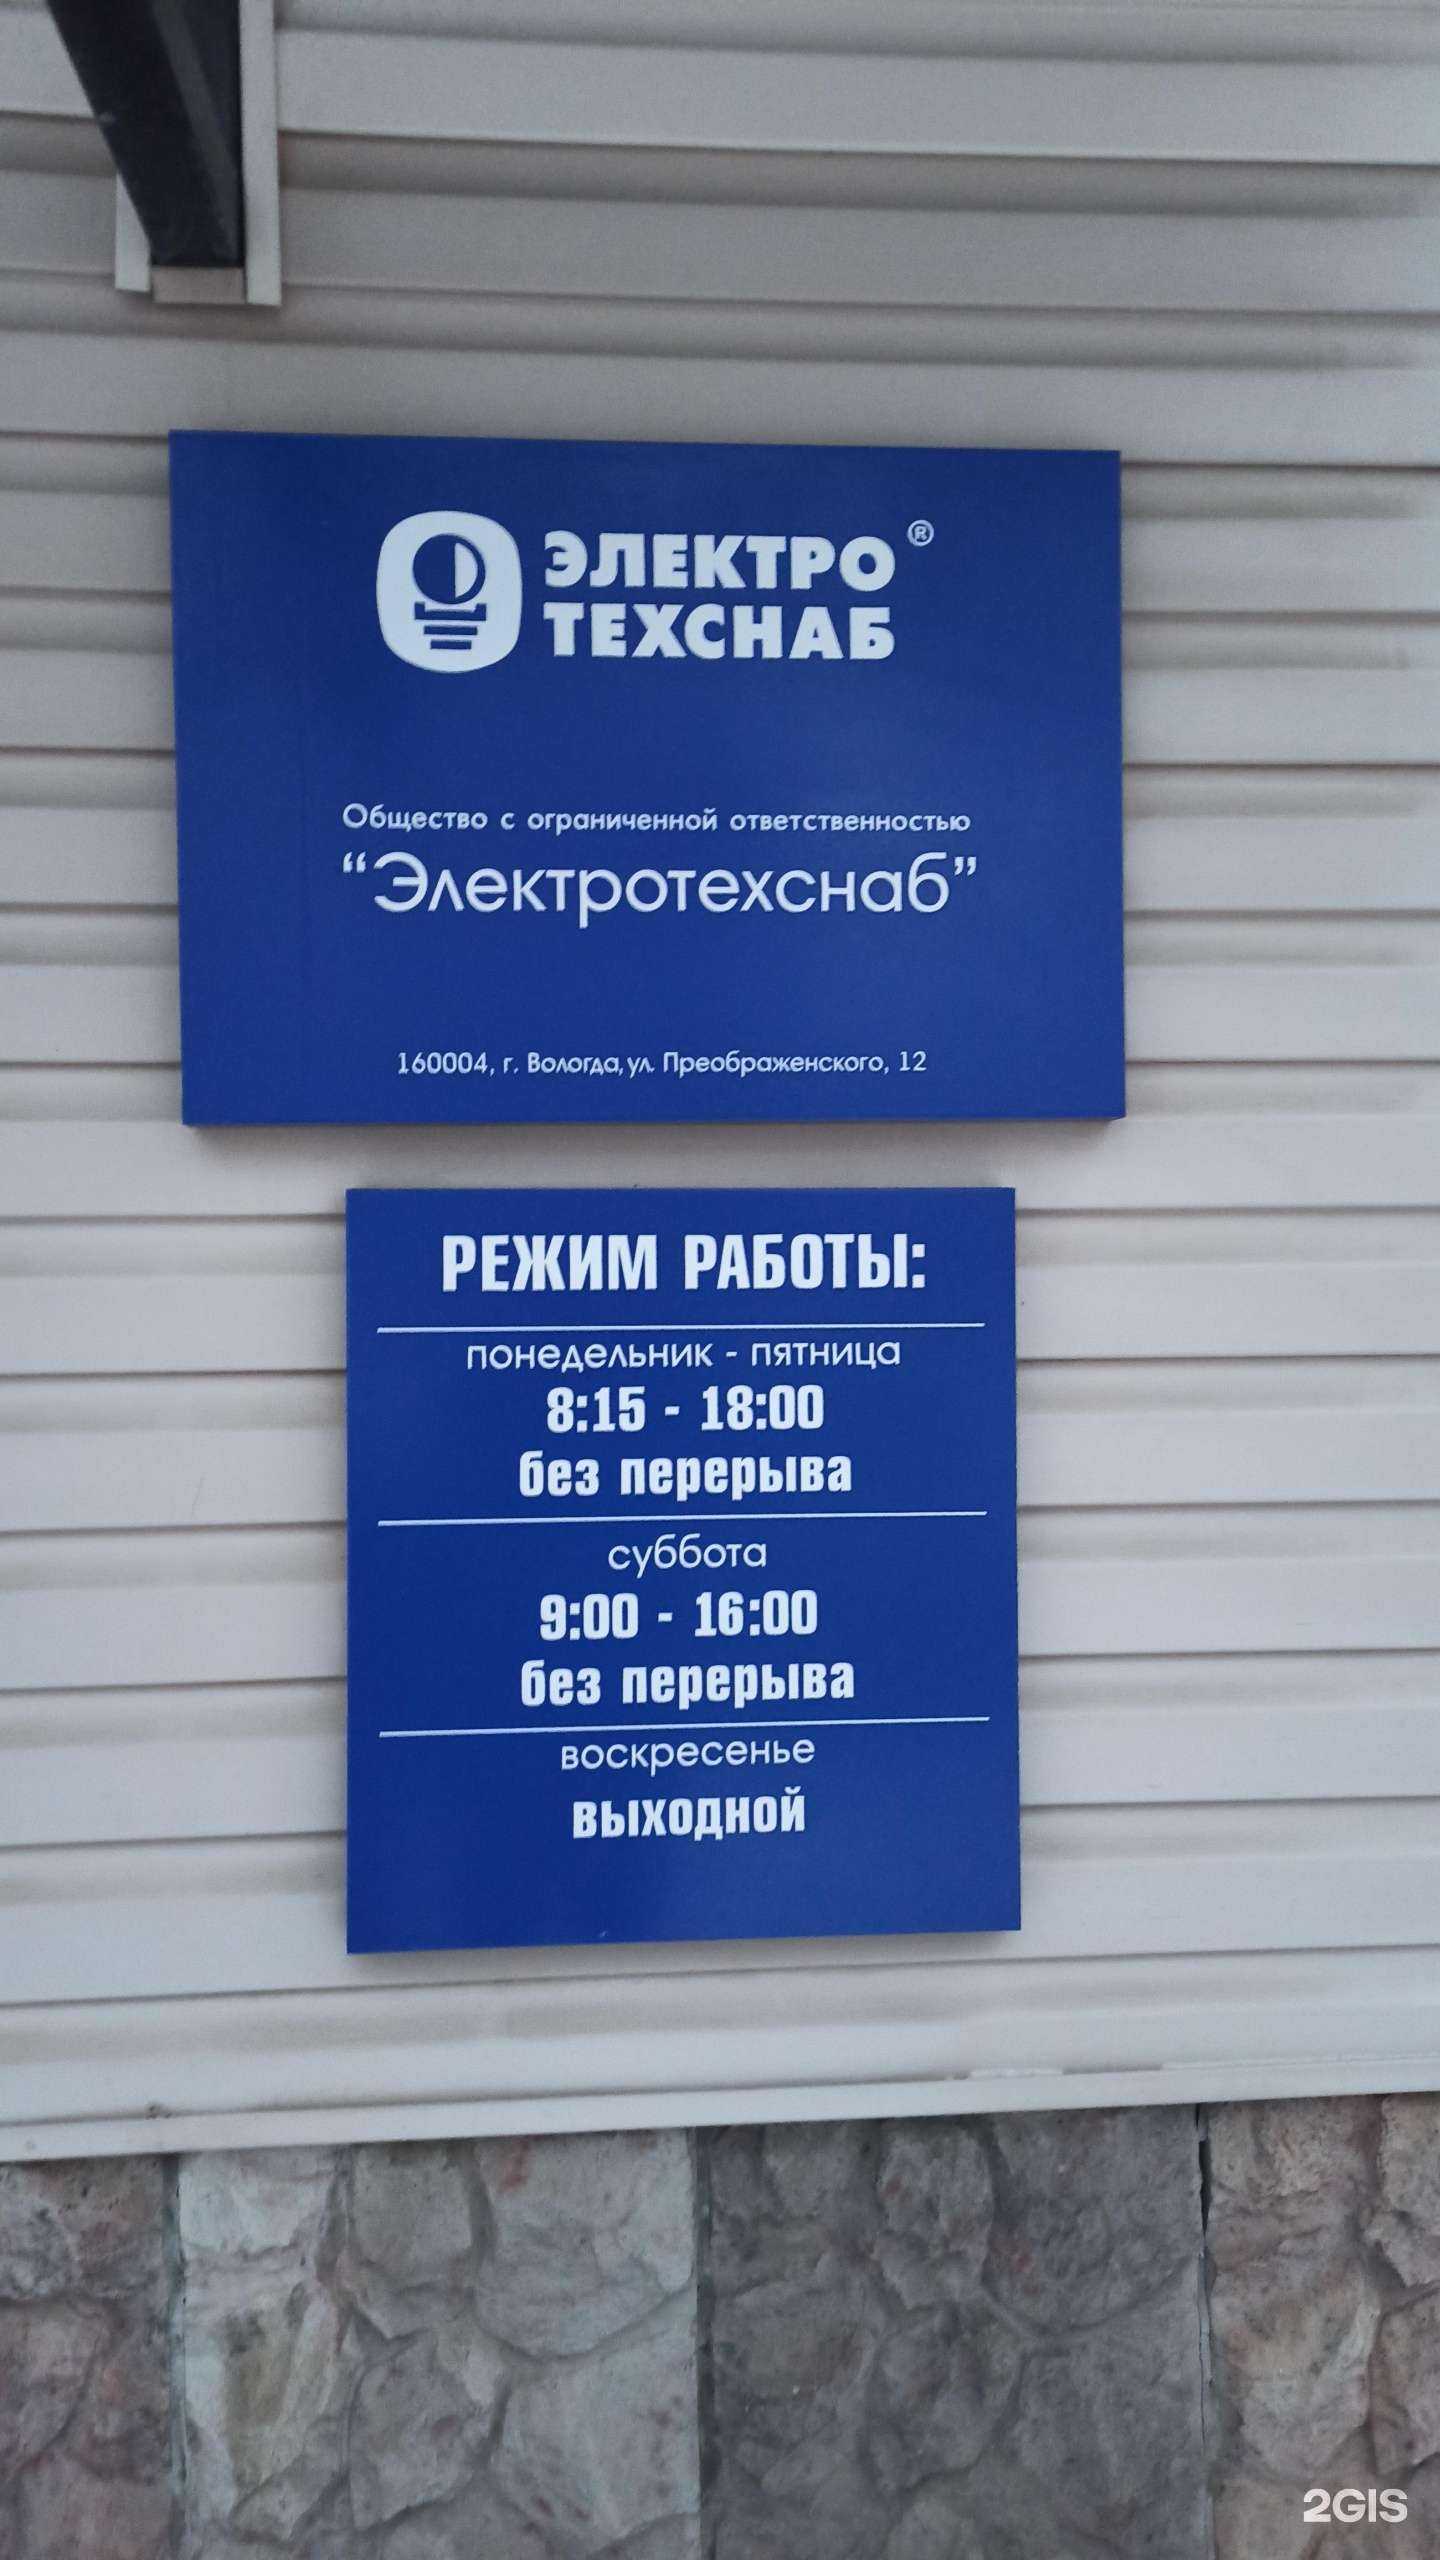 ЭЛЕКТРО ®
ТЕХСНАБ
Общество с ограниченной ответственностью
“Электротехснаб”
160004, г. Вологда, ул. Преображенского, 12
РЕЖИМ РАБОТЫ:
понедельник - пятница
8:15 - 18:00
без перерыва
суббота
9:00 - 16:00
без перерыва
воскресенье
выходной
2GIS